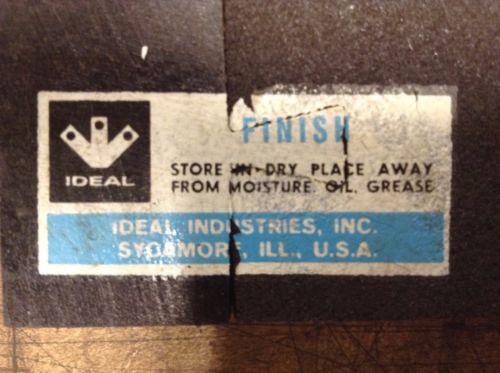 IDEAL
FINISH
STORE IN DRY PLACE AWAY
FROM MOISTURE, OIL, GREASE
IDEAL INDUSTRIES, INC.
SYCAMORE, ILL., U.S.A.